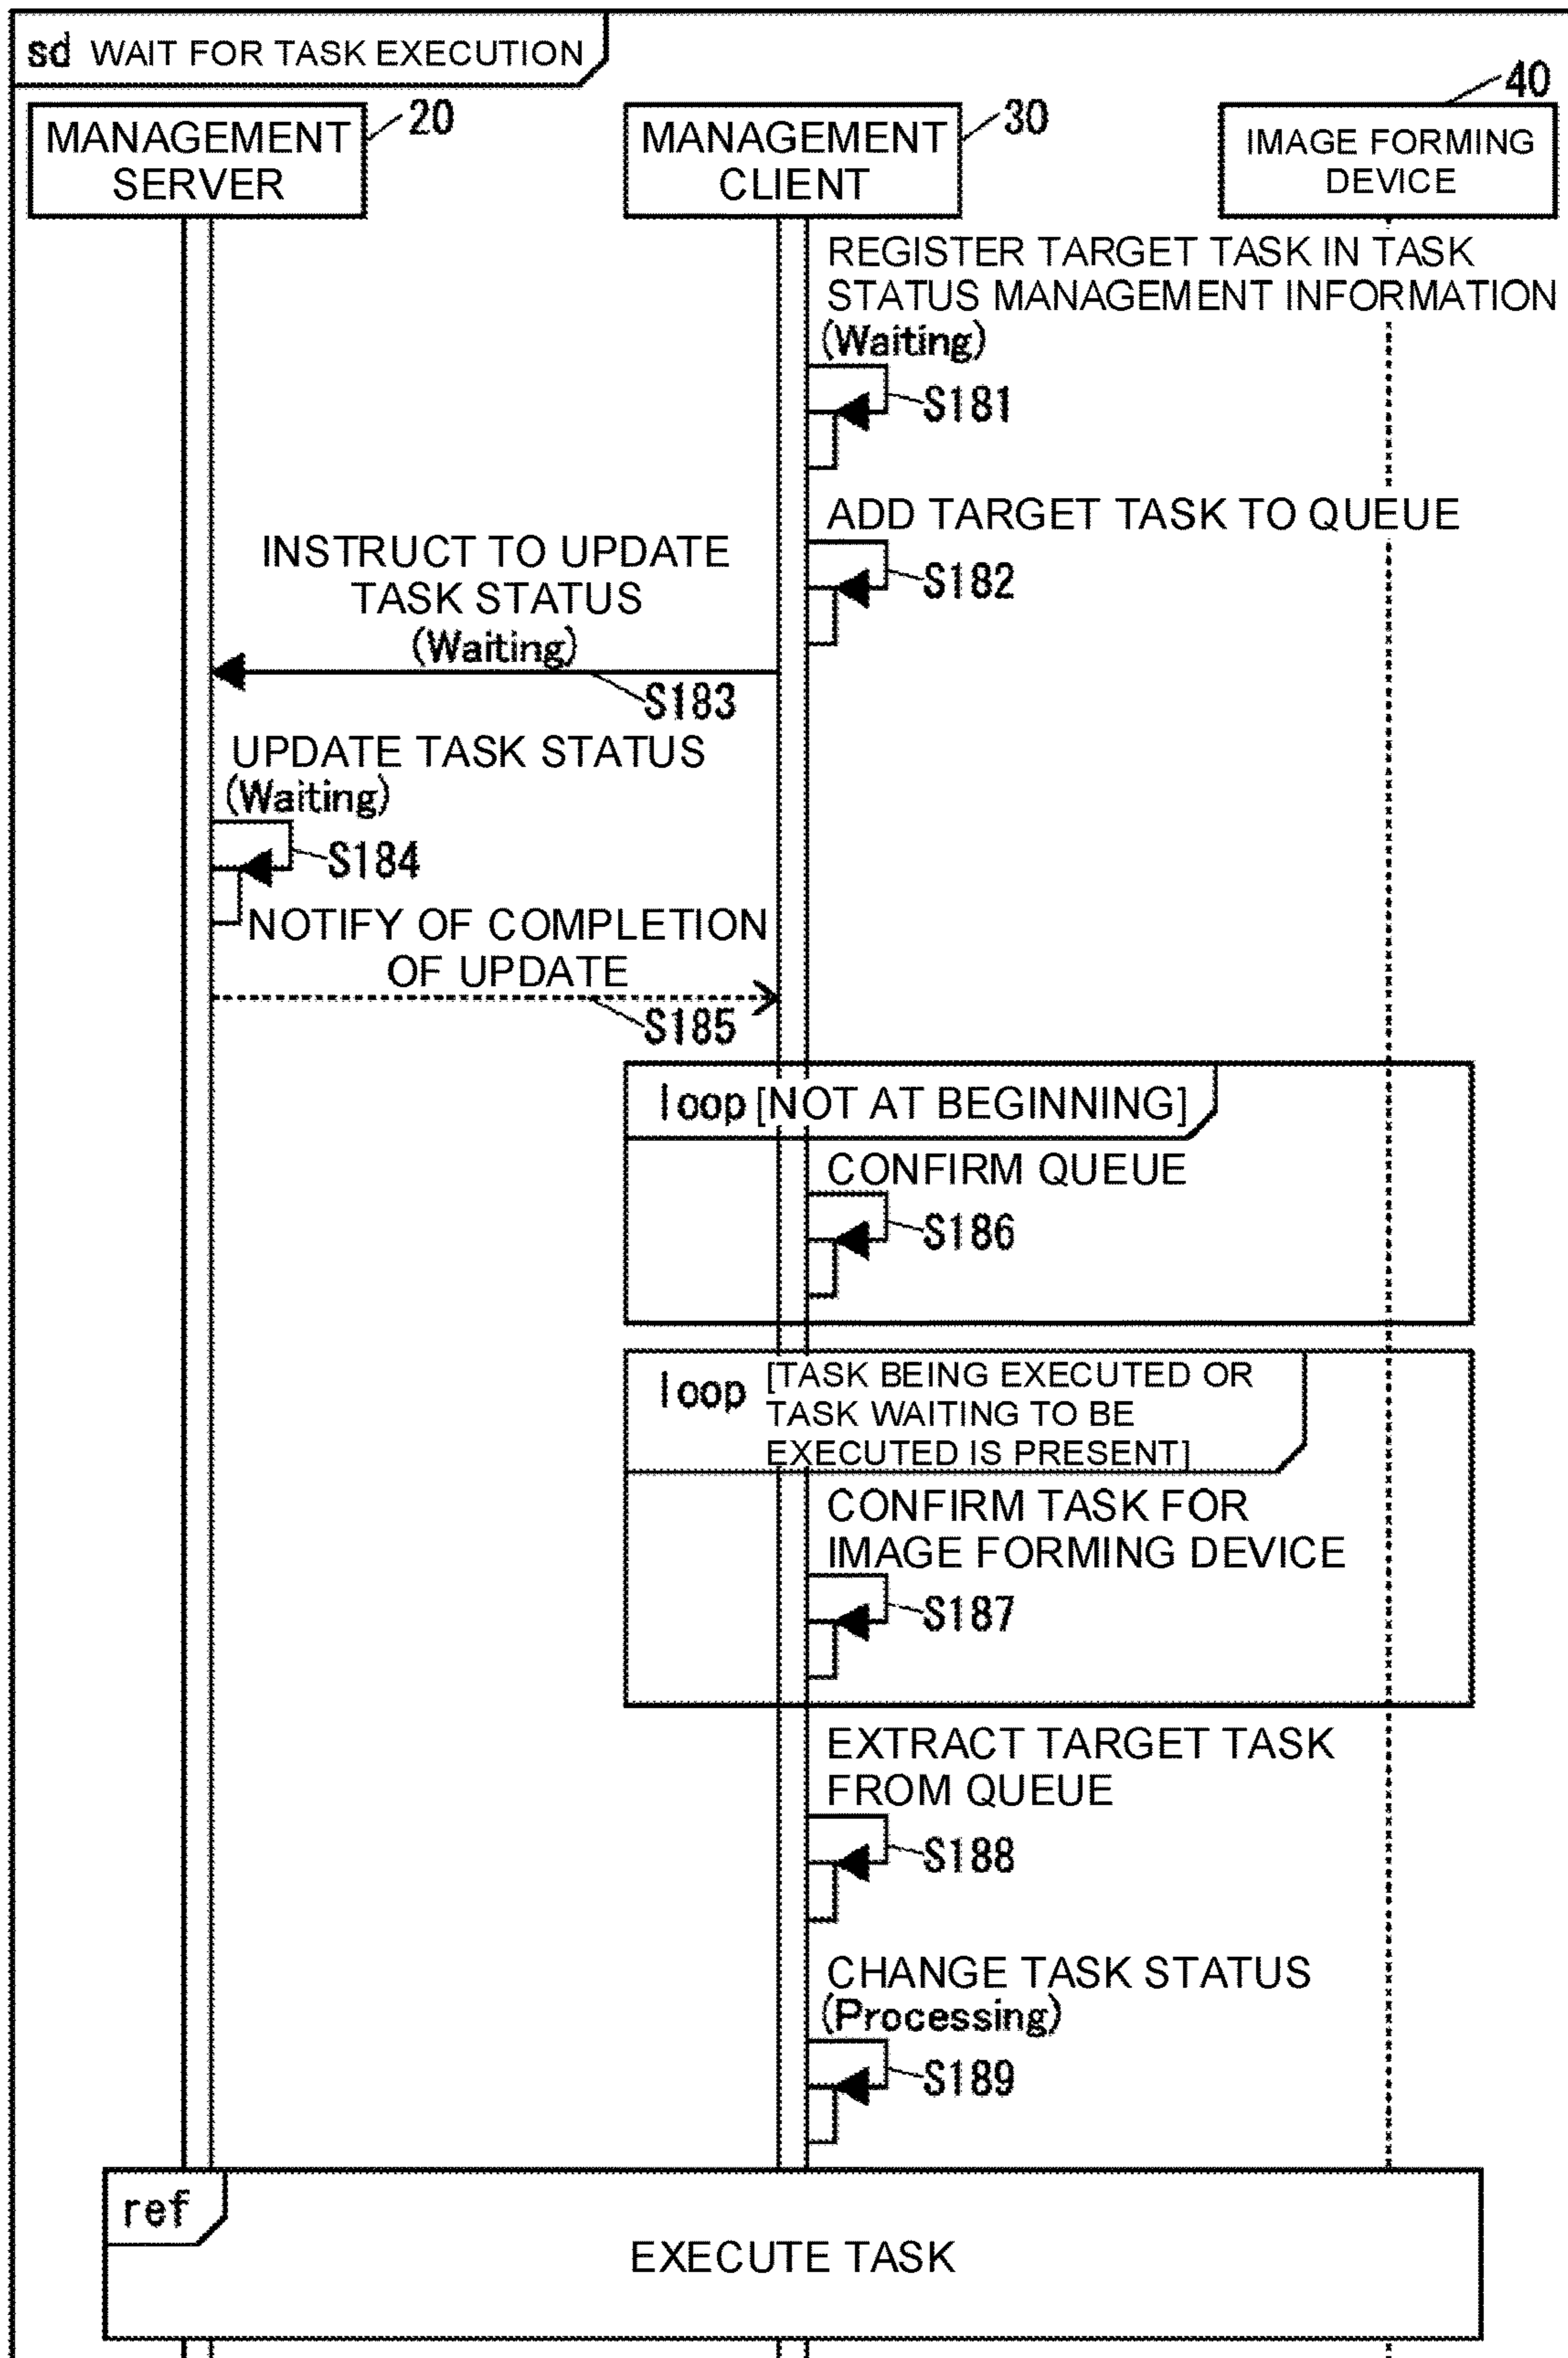 sd WAIT FOR TASK EXECUTION
40
MANAGEMENT
SERVER
20
MANAGEMENT
CLIENT
30
IMAGE FORMING
DEVICE
REGISTER TARGET TASK IN TASK
STATUS MANAGEMENT INFORMATION
(Waiting)
S181
ADD TARGET TASK TO QUEUE
S182
INSTRUCT TO UPDATE
TASK STATUS
(Waiting)
S183
UPDATE TASK STATUS
(Waiting)
S184
NOTIFY OF COMPLETION
OF UPDATE
S185
loop [NOT AT BEGINNING]
CONFIRM QUEUE
S186
loop [TASK BEING EXECUTED OR
TASK WAITING TO BE
EXECUTED IS PRESENT]
CONFIRM TASK FOR
IMAGE FORMING DEVICE
S187
EXTRACT TARGET TASK
FROM QUEUE
S188
CHANGE TASK STATUS
(Processing)
S189
ref
EXECUTE TASK